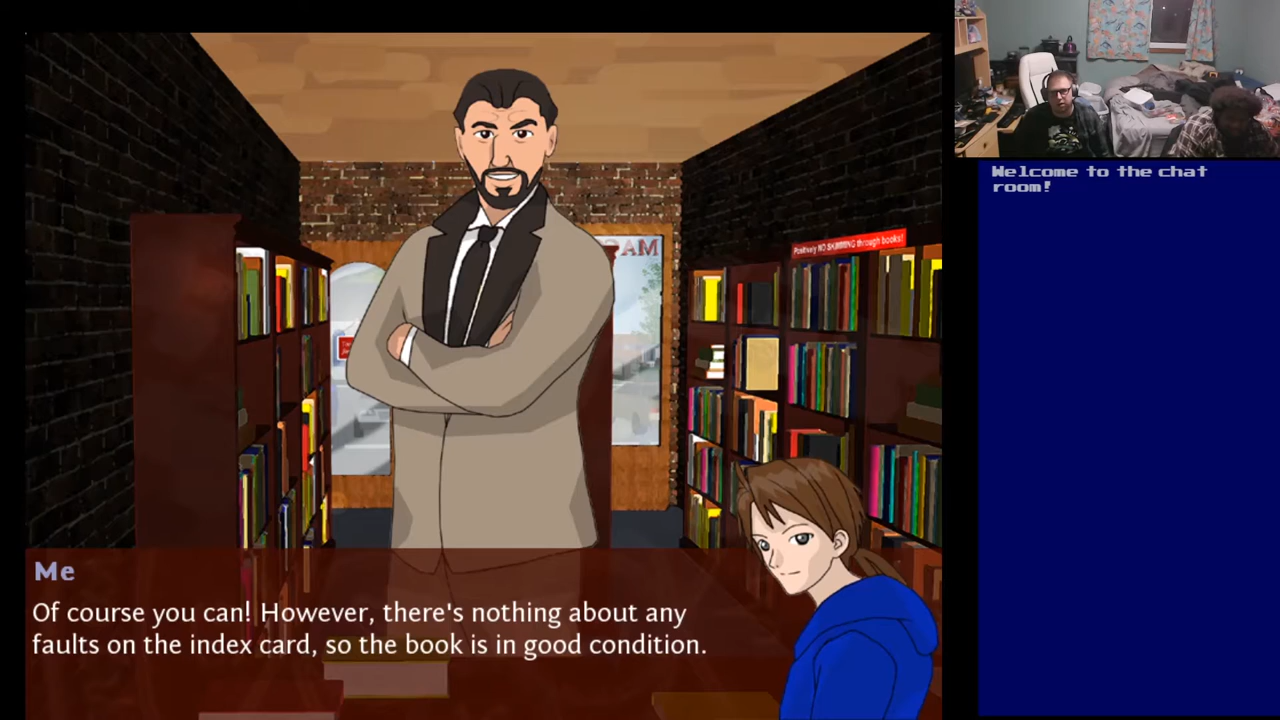 Welcome to the chat
room!
Positively NO SKIMMING through books!
Me
Of course you can! However, there's nothing about any
faults on the index card, so the book is in good condition.